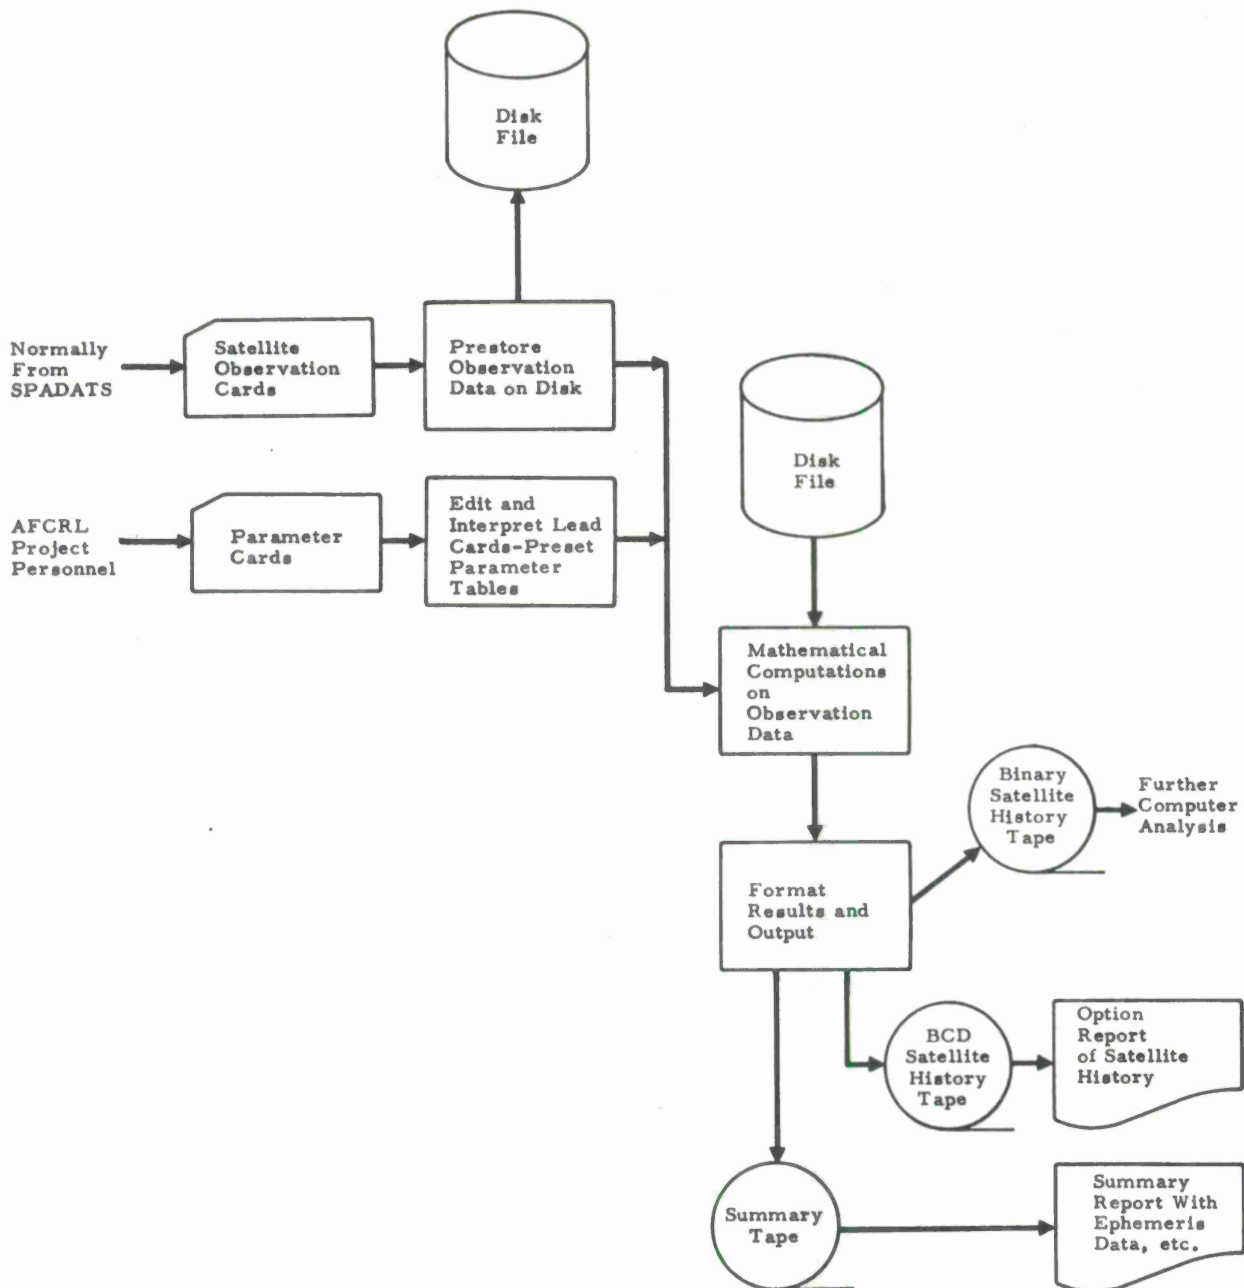 Disk
File
Normally
From
SPADATS
Satellite
Observation
Cards
Prestore
Observation
Data on Disk
Disk
File
AFCRL
Project
Personnel
Parameter
Cards
Edit and
Interpret Lead
Cards-Preset
Parameter
Tables
Mathematical
Computations
on
Observation
Data
Binary
Satellite
History
Tape
Further
Computer
Analysis
Format
Results and
Output
BCD
Satellite
History
Tape
Option
Report
of Satellite
History
Summary
Tape
Summary
Report With
Ephemeris
Data, etc.